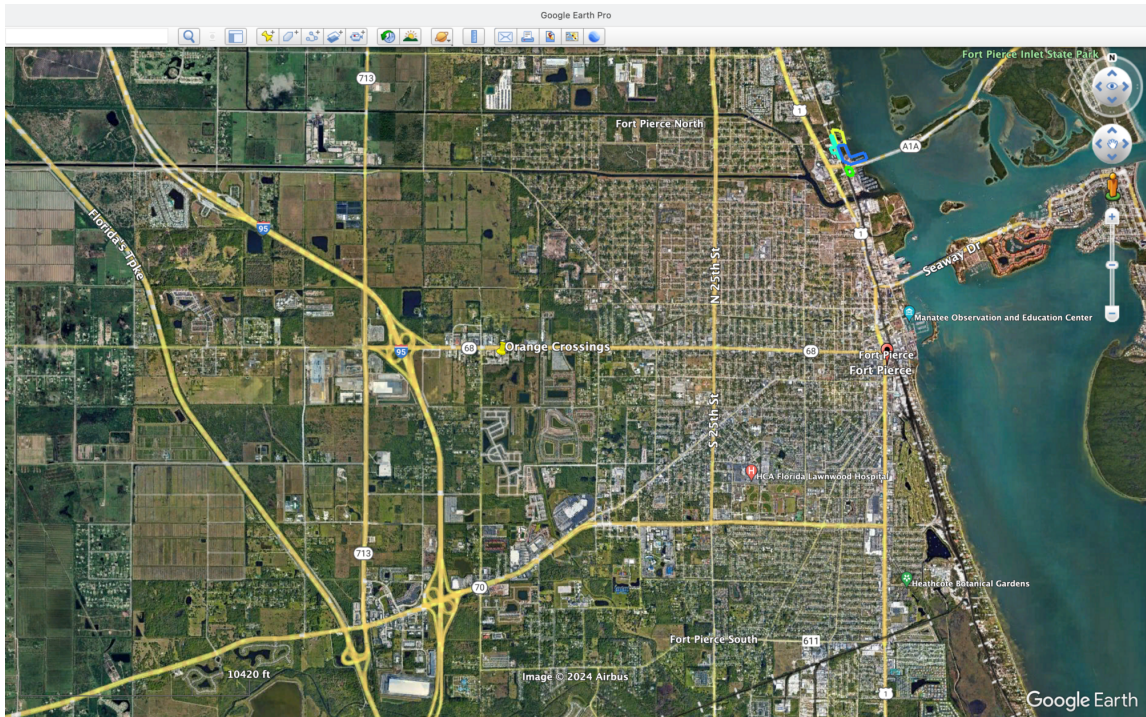 Google Earth Pro
Fort Pierce Inlet State Park
N
713
1
Fort Pierce North
A1A
Florida's Tpke
95
1
N 25th St
Seaway Dr
Manatee Observation and Education Center
68
Orange Crossings
95
68
Fort Pierce
Fort Pierce
S 25th St
H
HCA Florida Lawnwood Hospital
713
70
Heathcote Botanical Gardens
Fort Pierce South
611
10420 ft
Image © 2024 Airbus
1
Google Earth